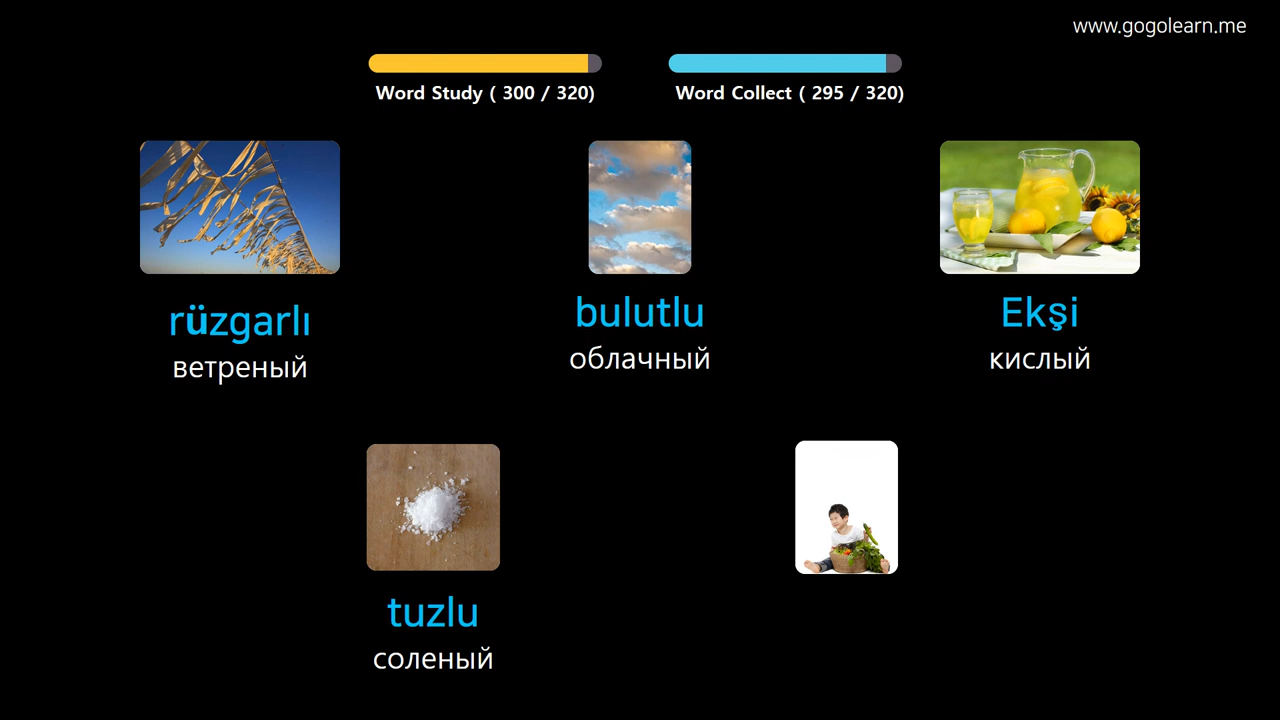 www.gogolearn.me
Word Study ( 300 / 320)
Word Collect ( 295 / 320)
rüzgarlı
ветреный
bulutlu
облачный
Ekşi
кислый
tuzlu
соленый